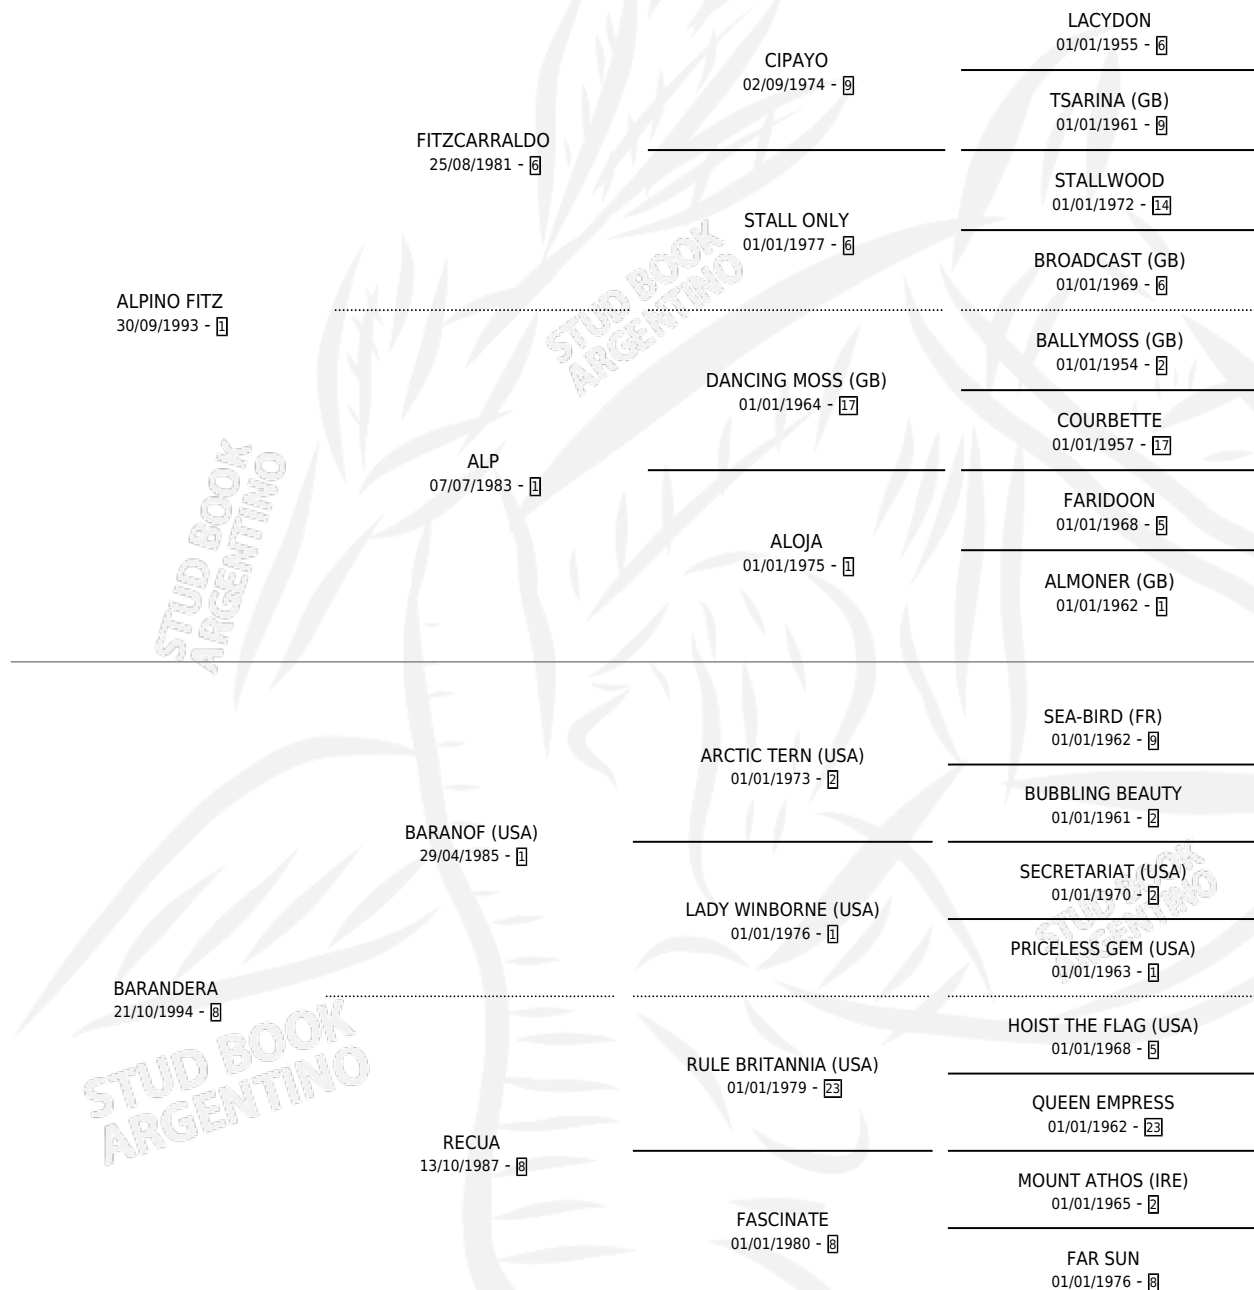 LACYDON
01/01/1955 - 6
CIPAYO
02/09/1974 - 9
TSARINA (GB)
01/01/1961 - 9
FITZCARRALDO
25/08/1981 - 6
STALLWOOD
01/01/1972 - 14
STALL ONLY
01/01/1977 - 6
BROADCAST (GB)
01/01/1969 - 6
ALPINO FITZ
30/09/1993 - 1
BALLYMOSS (GB)
01/01/1954 - 2
DANCING MOSS (GB)
01/01/1964 - 17
COURBETTE
01/01/1957 - 17
ALP
07/07/1983 - 1
FARIDOON
01/01/1968 - 5
ALOJA
01/01/1975 - 1
ALMONER (GB)
01/01/1962 - 1
SEA-BIRD (FR)
01/01/1962 - 9
ARCTIC TERN (USA)
01/01/1973 - 2
BUBBLING BEAUTY
01/01/1961 - 2
BARANOF (USA)
29/04/1985 - 1
SECRETARIAT (USA)
01/01/1970 - 2
LADY WINBORNE (USA)
01/01/1976 - 1
PRICELESS GEM (USA)
01/01/1963 - 1
BARANDERA
21/10/1994 - 8
HOIST THE FLAG (USA)
01/01/1968 - 5
RULE BRITANNIA (USA)
01/01/1979 - 23
QUEEN EMPRESS
01/01/1962 - 23
RECUA
13/10/1987 - 8
MOUNT ATHOS (IRE)
01/01/1965 - 2
FASCINATE
01/01/1980 - 8
FAR SUN
01/01/1976 - 8
STUD BOOK
ARGENTINO
STUD BOOK
ARGENTINO
STUD BOOK
ARGENTINO
STUD BOOK
ARGENTINO